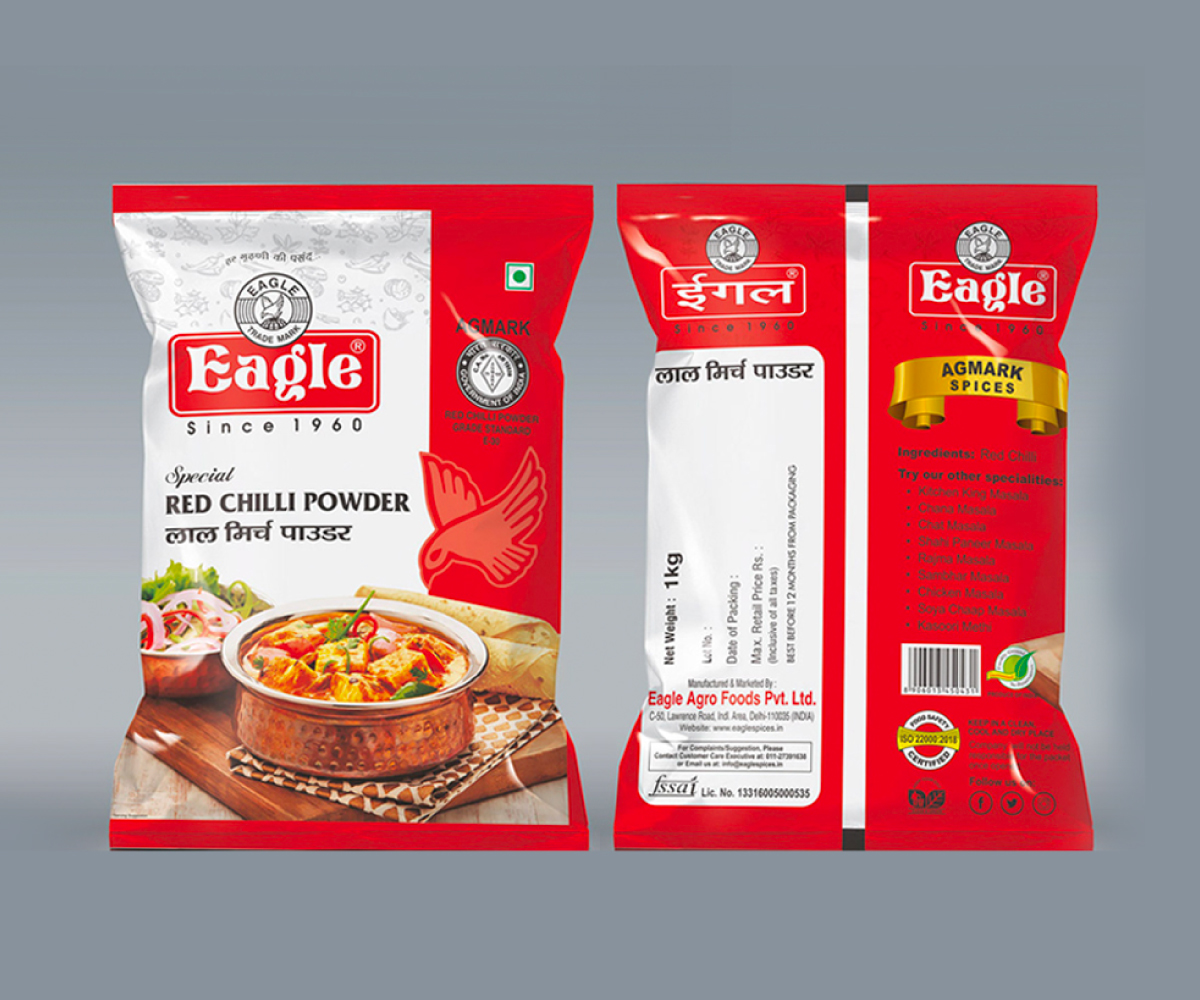 हर गृहणी की पसंद
EAGLE
TRADE MARK
Eagle®
Since 1960
Special
RED CHILLI POWDER
लाल मिर्च पाउडर
AGMARK
भारत सरकार
GOVERNMENT OF INDIA
RED CHILLI POWDER
GRADE STANDARD
EAGLE
TRADE MARK
ईगल®
Since 1960
लाल मिर्च पाउडर
Net Weight : 1kg
Lot No. :
Date of Packing :
Max. Retail Price Rs. :
(Inclusive of all taxes)
BEST BEFORE 12 MONTHS FROM PACKAGING
Manufactured & Marketed By :
Eagle Agro Foods Pvt. Ltd.
C-50, Lawrence Road, Indl. Area, Delhi-110035 (INDIA)
Website: www.eaglespices.in
For Complaints/Suggestion, Please
Contact Customer Care Executive at: 011-27391636
or Email us at: info@eaglespices.in
fssai Lic. No. 13316005000535
EAGLE
TRADE MARK
Eagle®
Since 1960
AGMARK
SPICES
Ingredients: Red Chilli
Try our other specialities:
• Kitchen King Masala
• Chana Masala
• Chat Masala
• Shahi Paneer Masala
• Rajma Masala
• Sambhar Masala
• Chicken Masala
• Soya Chaap Masala
• Kasoori Methi
8906013450431
FOOD SAFETY
ISO 22000:2018
CERTIFIED
KEEP IN A CLEAN,
COOL AND DRY PLACE
Follow us on: